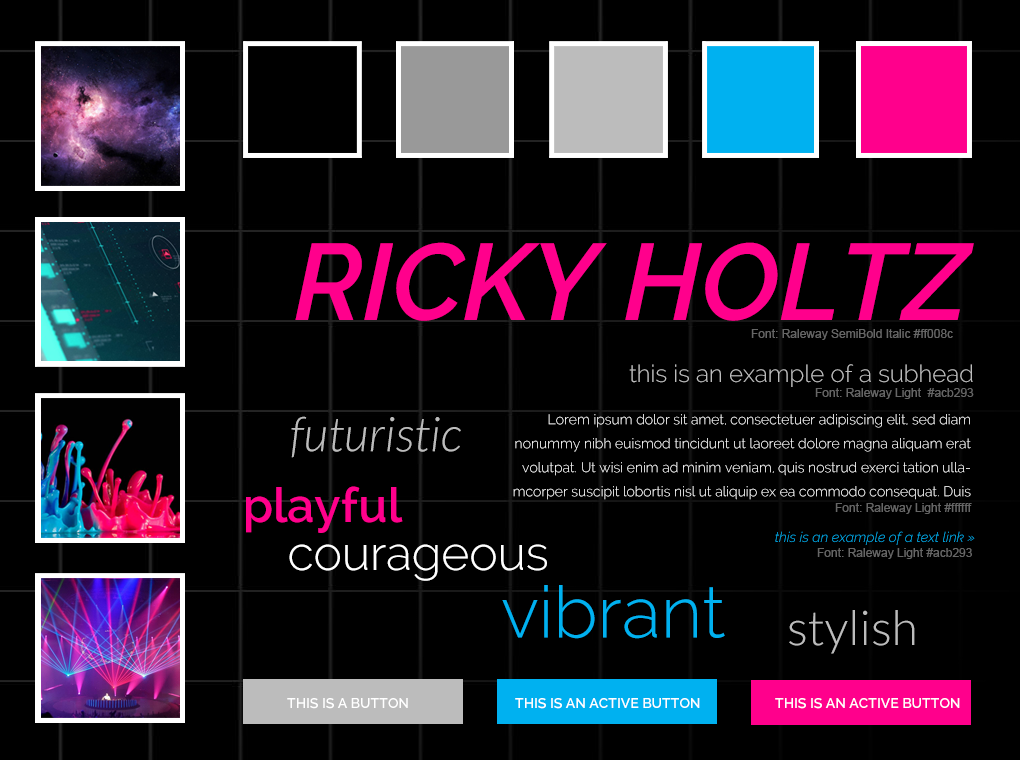 RICKY HOLTZ
Font: Raleway SemiBold Italic #ff008c
this is an example of a subhead
Font: Raleway Light #acb293
Lorem ipsum dolor sit amet, consectetuer adipiscing elit, sed diam
nonummy nibh euismod tincidunt ut laoreet dolore magna aliquam erat
volutpat. Ut wisi enim ad minim veniam, quis nostrud exerci tation ulla-
mcorper suscipit lobortis nisl ut aliquip ex ea commodo consequat. Duis
Font: Raleway Light #ffffff
this is an example of a text link »
Font: Raleway Light #acb293
futuristic
playful
courageous
vibrant
stylish
THIS IS A BUTTON
THIS IS AN ACTIVE BUTTON
THIS IS AN ACTIVE BUTTON